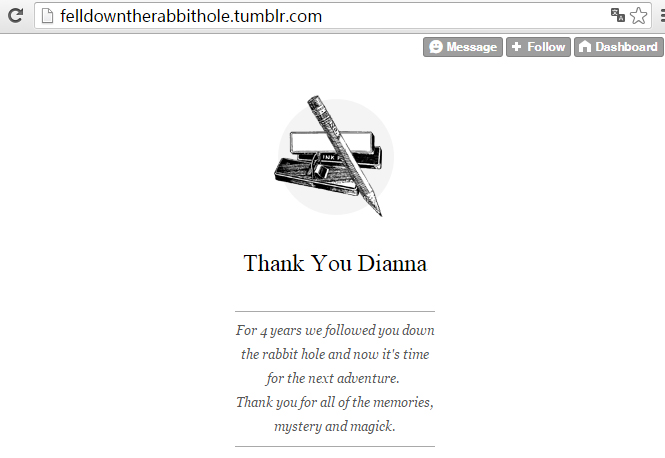 felldowntherabbithole.tumblr.com
Message Follow Dashboard
INK
Thank You Dianna
For 4 years we followed you down
the rabbit hole and now it's time
for the next adventure.
Thank you for all of the memories,
mystery and magick.